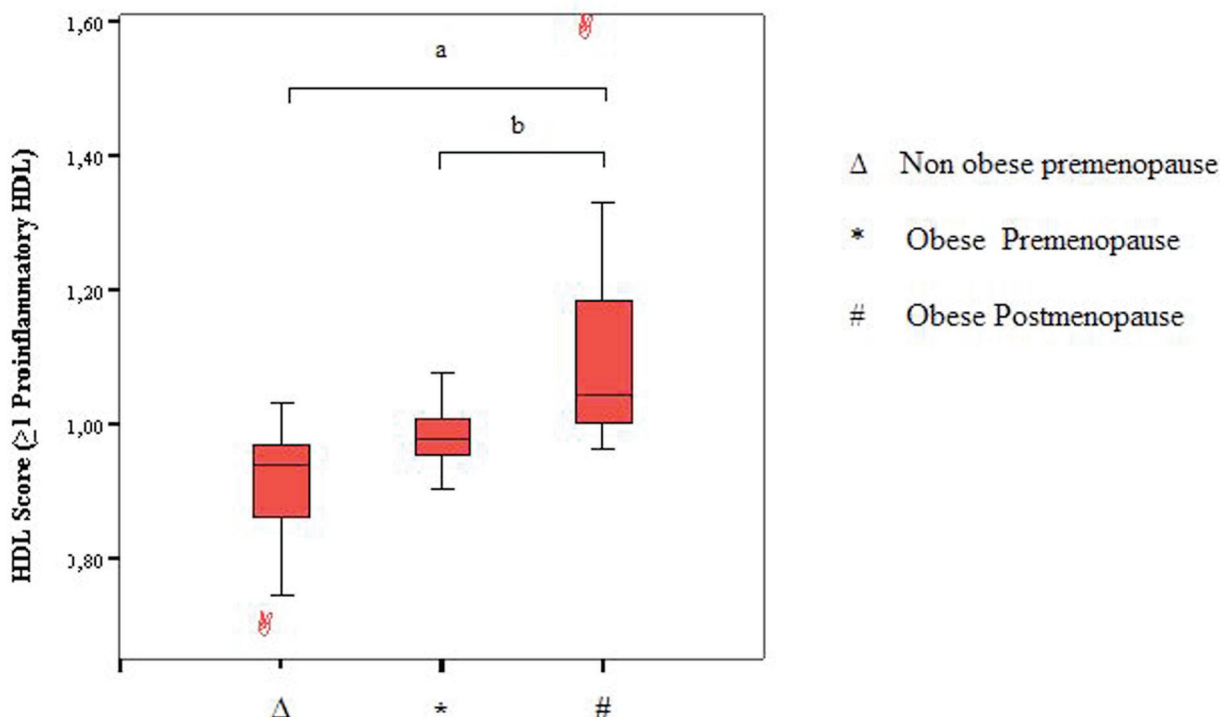 HDL Score (≥1 Proinflammatory HDL)
1,60
1,40
1,20
1,00
0,80
a
b
Δ
*
#
Δ Non obese premenopause
* Obese Premenopause
# Obese Postmenopause